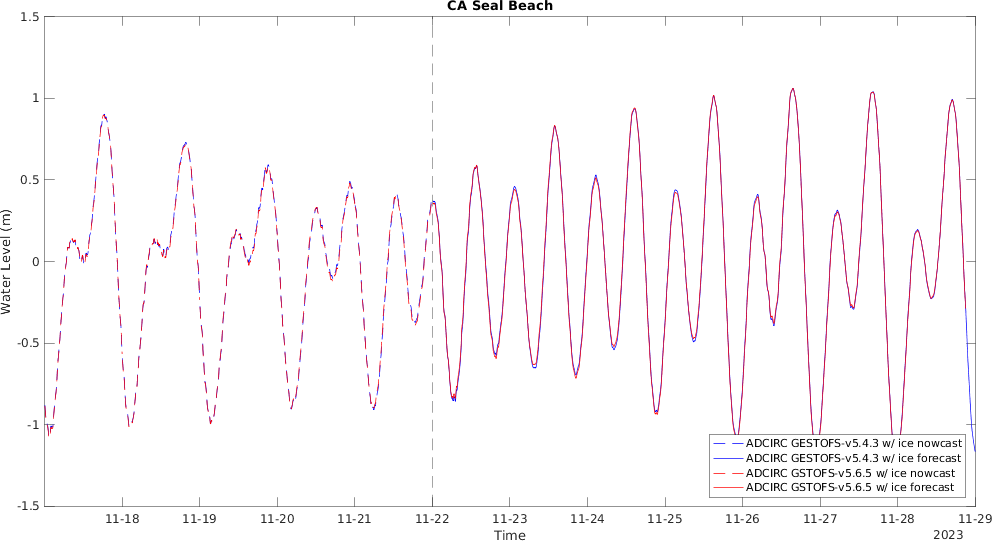 CA Seal Beach
1.5
1
0.5
0
-0.5
-1
-1.5
Water Level (m)
11-18 11-19 11-20 11-21 11-22 11-23 11-24 11-25 11-26 11-27 11-28 11-29
Time
2023
ADCIRC GESTOFS-v5.4.3 w/ ice nowcast
ADCIRC GESTOFS-v5.4.3 w/ ice forecast
ADCIRC GSTOFS-v5.6.5 w/ ice nowcast
ADCIRC GSTOFS-v5.6.5 w/ ice forecast